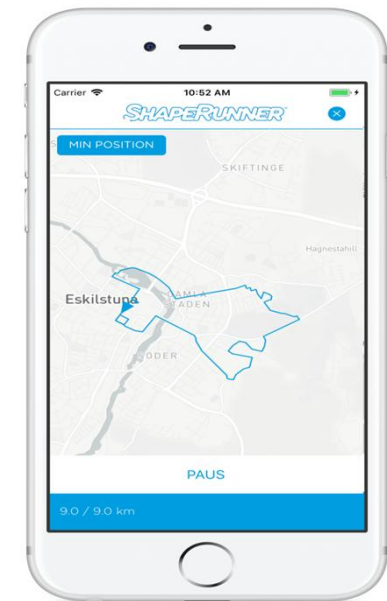 Carrier 10:52 AM
SHAPERUNNER
MIN POSITION
SKIFTINGE
Hagnestahill
Eskilstuna
GAMLA
STADEN
SÖDER
PAUS
9.0 / 9.0 km